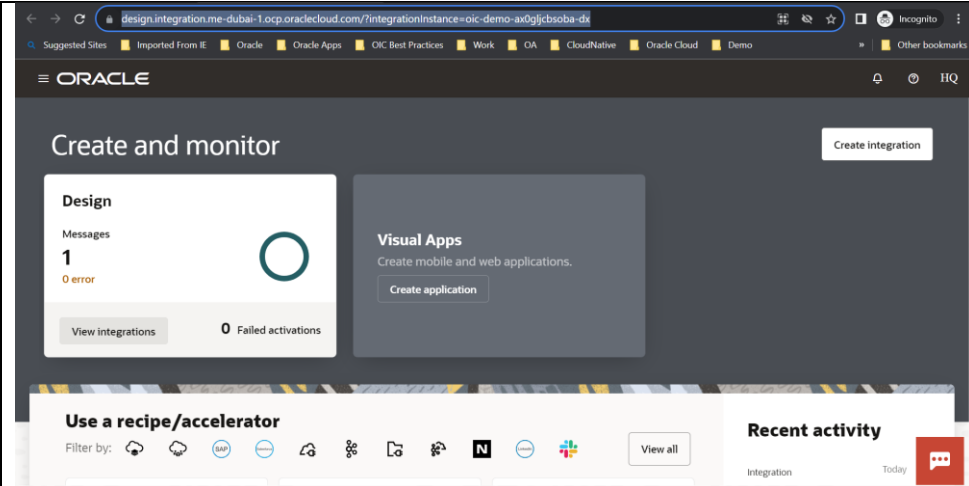 design.integration.me-dubai-1.ocp.oraclecloud.com/?integrationInstance=oic-demo-ax0gljcbsoba-dx
Incognito
Suggested Sites Imported From IE Oracle Oracle Apps OIC Best Practices Work OA CloudNative Oracle Cloud Demo » Other bookmarks
ORACLE HQ
Create and monitor
Create integration
Design
Messages
1
0 error
View integrations 0 Failed activations
Visual Apps
Create mobile and web applications.
Create application
Use a recipe/accelerator
Filter by: SAP N
View all
Recent activity
Integration Today